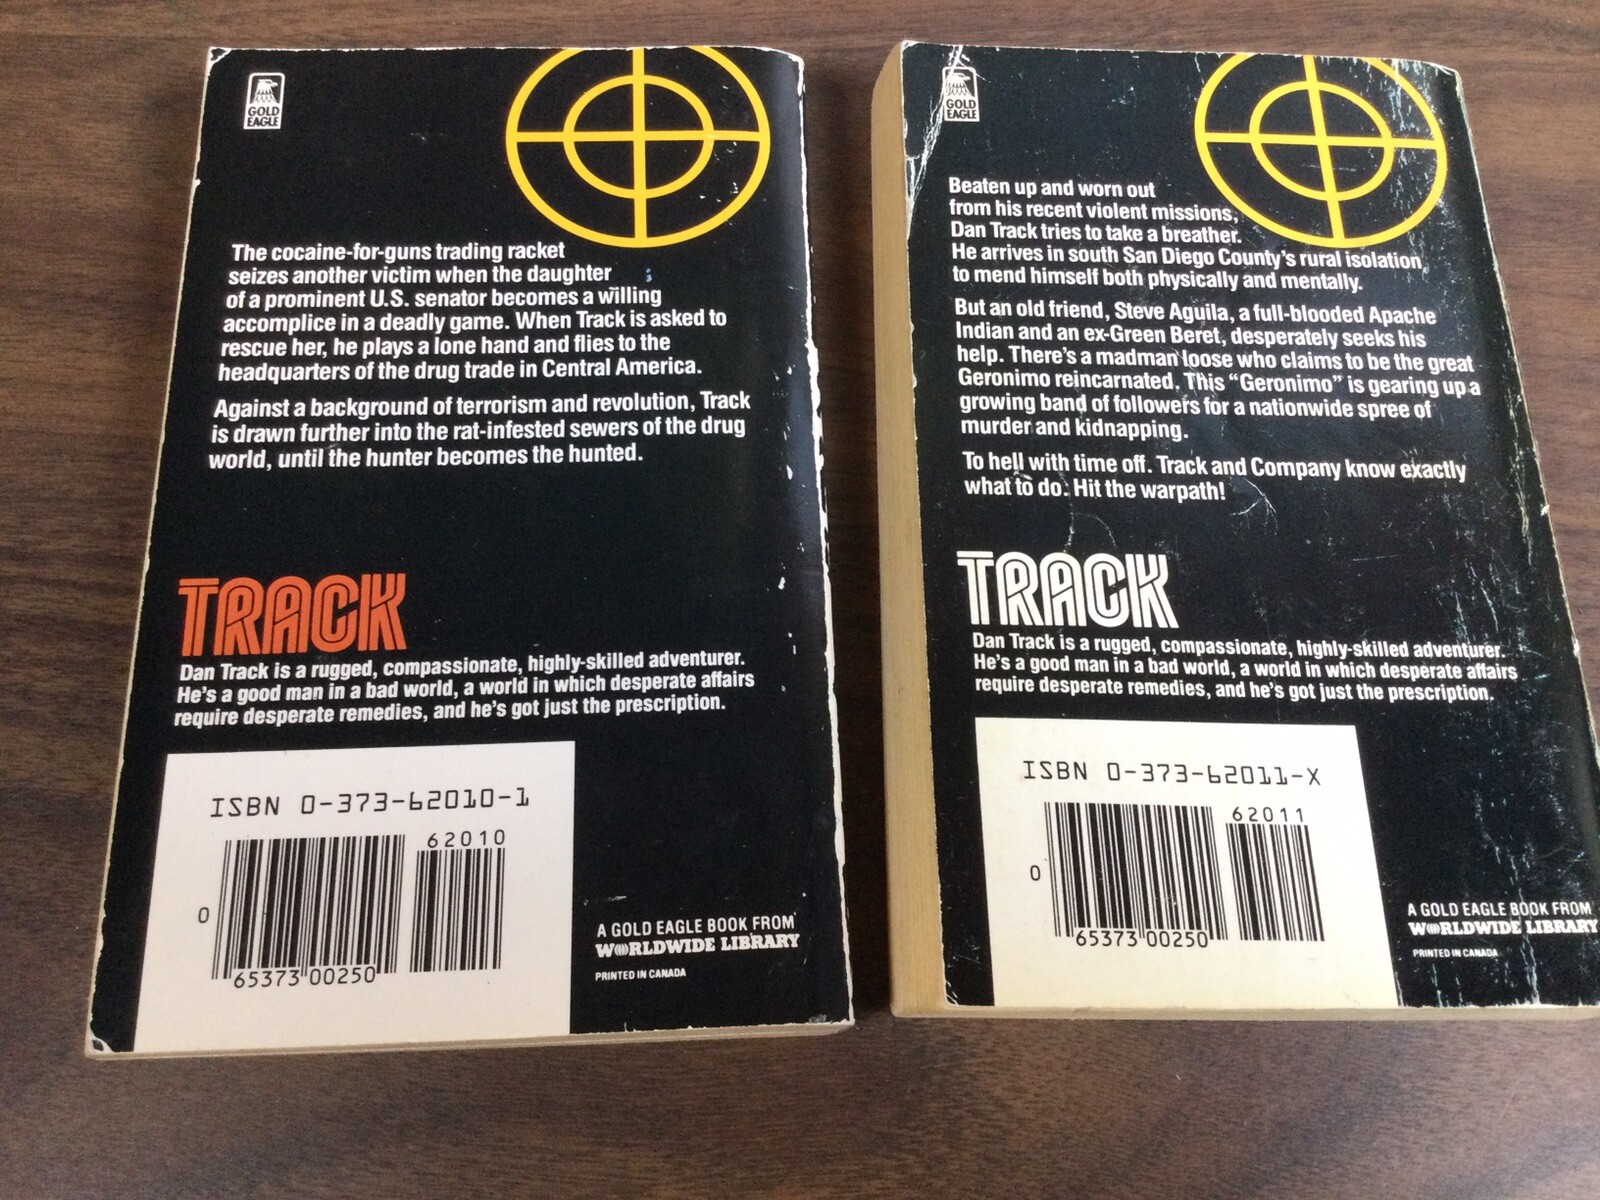 GOLD
EAGLE
The cocaine-for-guns trading racket
seizes another victim when the daughter
of a prominent U.S. senator becomes a willing
accomplice in a deadly game. When Track is asked to
rescue her, he plays a lone hand and flies to the
headquarters of the drug trade in Central America.
Against a background of terrorism and revolution, Track
is drawn further into the rat-infested sewers of the drug
world, until the hunter becomes the hunted.
TRACK
Dan Track is a rugged, compassionate, highly-skilled adventurer.
He's a good man in a bad world, a world in which desperate affairs
require desperate remedies, and he's got just the prescription.
ISBN 0-373-62010-1
62010
0
65373 00250
A GOLD EAGLE BOOK FROM
WORLDWIDE LIBRARY
PRINTED IN CANADA
GOLD
EAGLE
Beaten up and worn out
from his recent violent missions,
Dan Track tries to take a breather.
He arrives in south San Diego County's rural isolation
to mend himself both physically and mentally.
But an old friend, Steve Aguila, a full-blooded Apache
Indian and an ex-Green Beret, desperately seeks his
help. There's a madman loose who claims to be the great
Geronimo reincarnated. This "Geronimo" is gearing up a
growing band of followers for a nationwide spree of
murder and kidnapping.
To hell with time off. Track and Company know exactly
what to do. Hit the warpath!
TRACK
Dan Track is a rugged, compassionate, highly-skilled adventurer.
He's a good man in a bad world, a world in which desperate affairs
require desperate remedies, and he's got just the prescription.
ISBN 0-373-62011-X
62011
0
65373 00250
A GOLD EAGLE BOOK FROM
WORLDWIDE LIBRARY
PRINTED IN CANADA